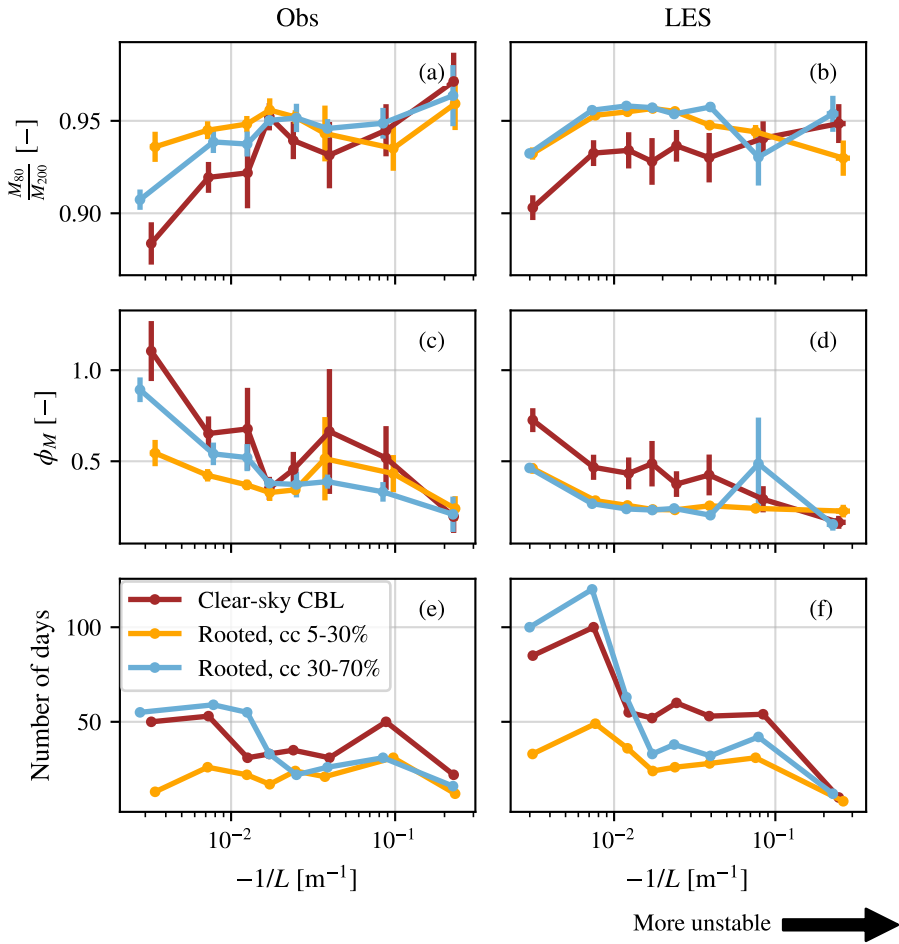 Obs LES
(a) (b)
0.95
0.90
M80/M200 [−]
(c) (d)
1.0
0.5
ϕM [−]
Clear-sky CBL
Rooted, cc 5-30%
Rooted, cc 30-70%
(e) (f)
100
50
Number of days
10⁻² 10⁻¹ 10⁻² 10⁻¹
−1/L [m⁻¹] −1/L [m⁻¹]
More unstable